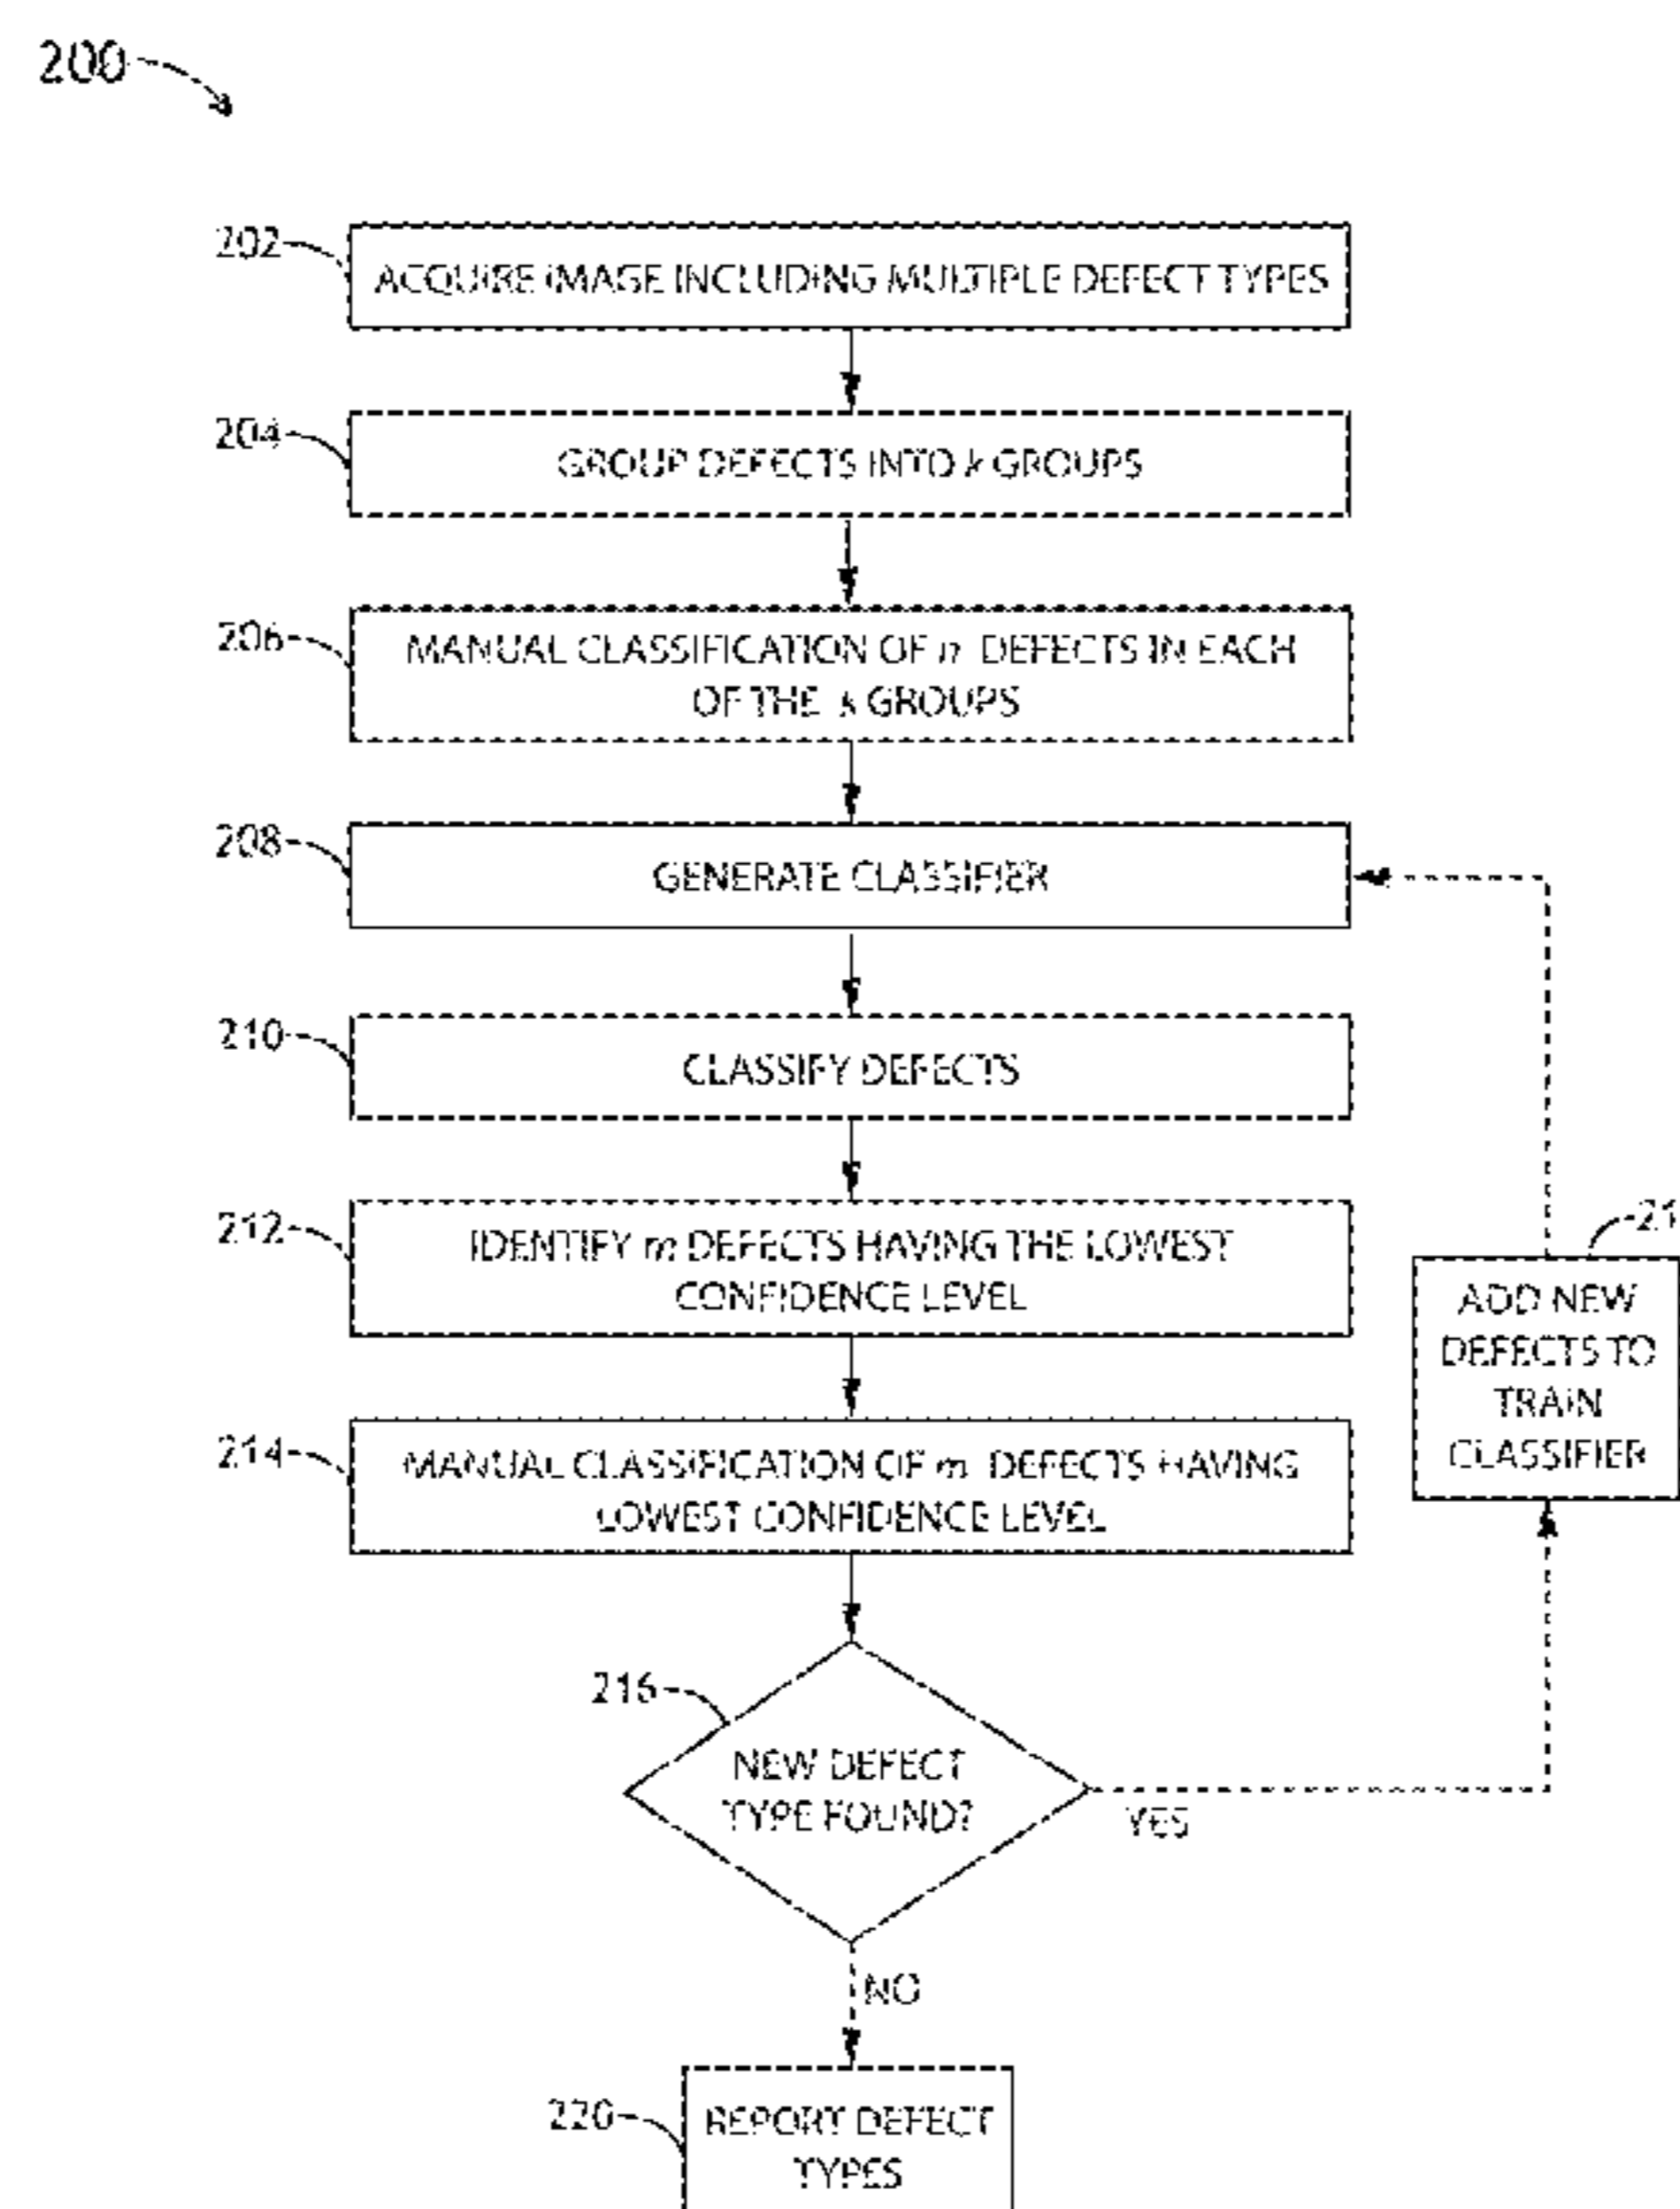 200
202
ACQUIRE IMAGE INCLUDING MULTIPLE DEFECT TYPES
204
GROUP DEFECTS INTO k GROUPS
206
MANUAL CLASSIFICATION OF n DEFECTS IN EACH
OF THE k GROUPS
208
GENERATE CLASSIFIER
210
CLASSIFY DEFECTS
212
IDENTIFY m DEFECTS HAVING THE LOWEST
CONFIDENCE LEVEL
21
ADD NEW
DEFECTS TO
TRAIN
CLASSIFIER
214
MANUAL CLASSIFICATION OF m DEFECTS HAVING
LOWEST CONFIDENCE LEVEL
216
NEW DEFECT
TYPE FOUND?
YES
NO
220
REPORT DEFECT
TYPES